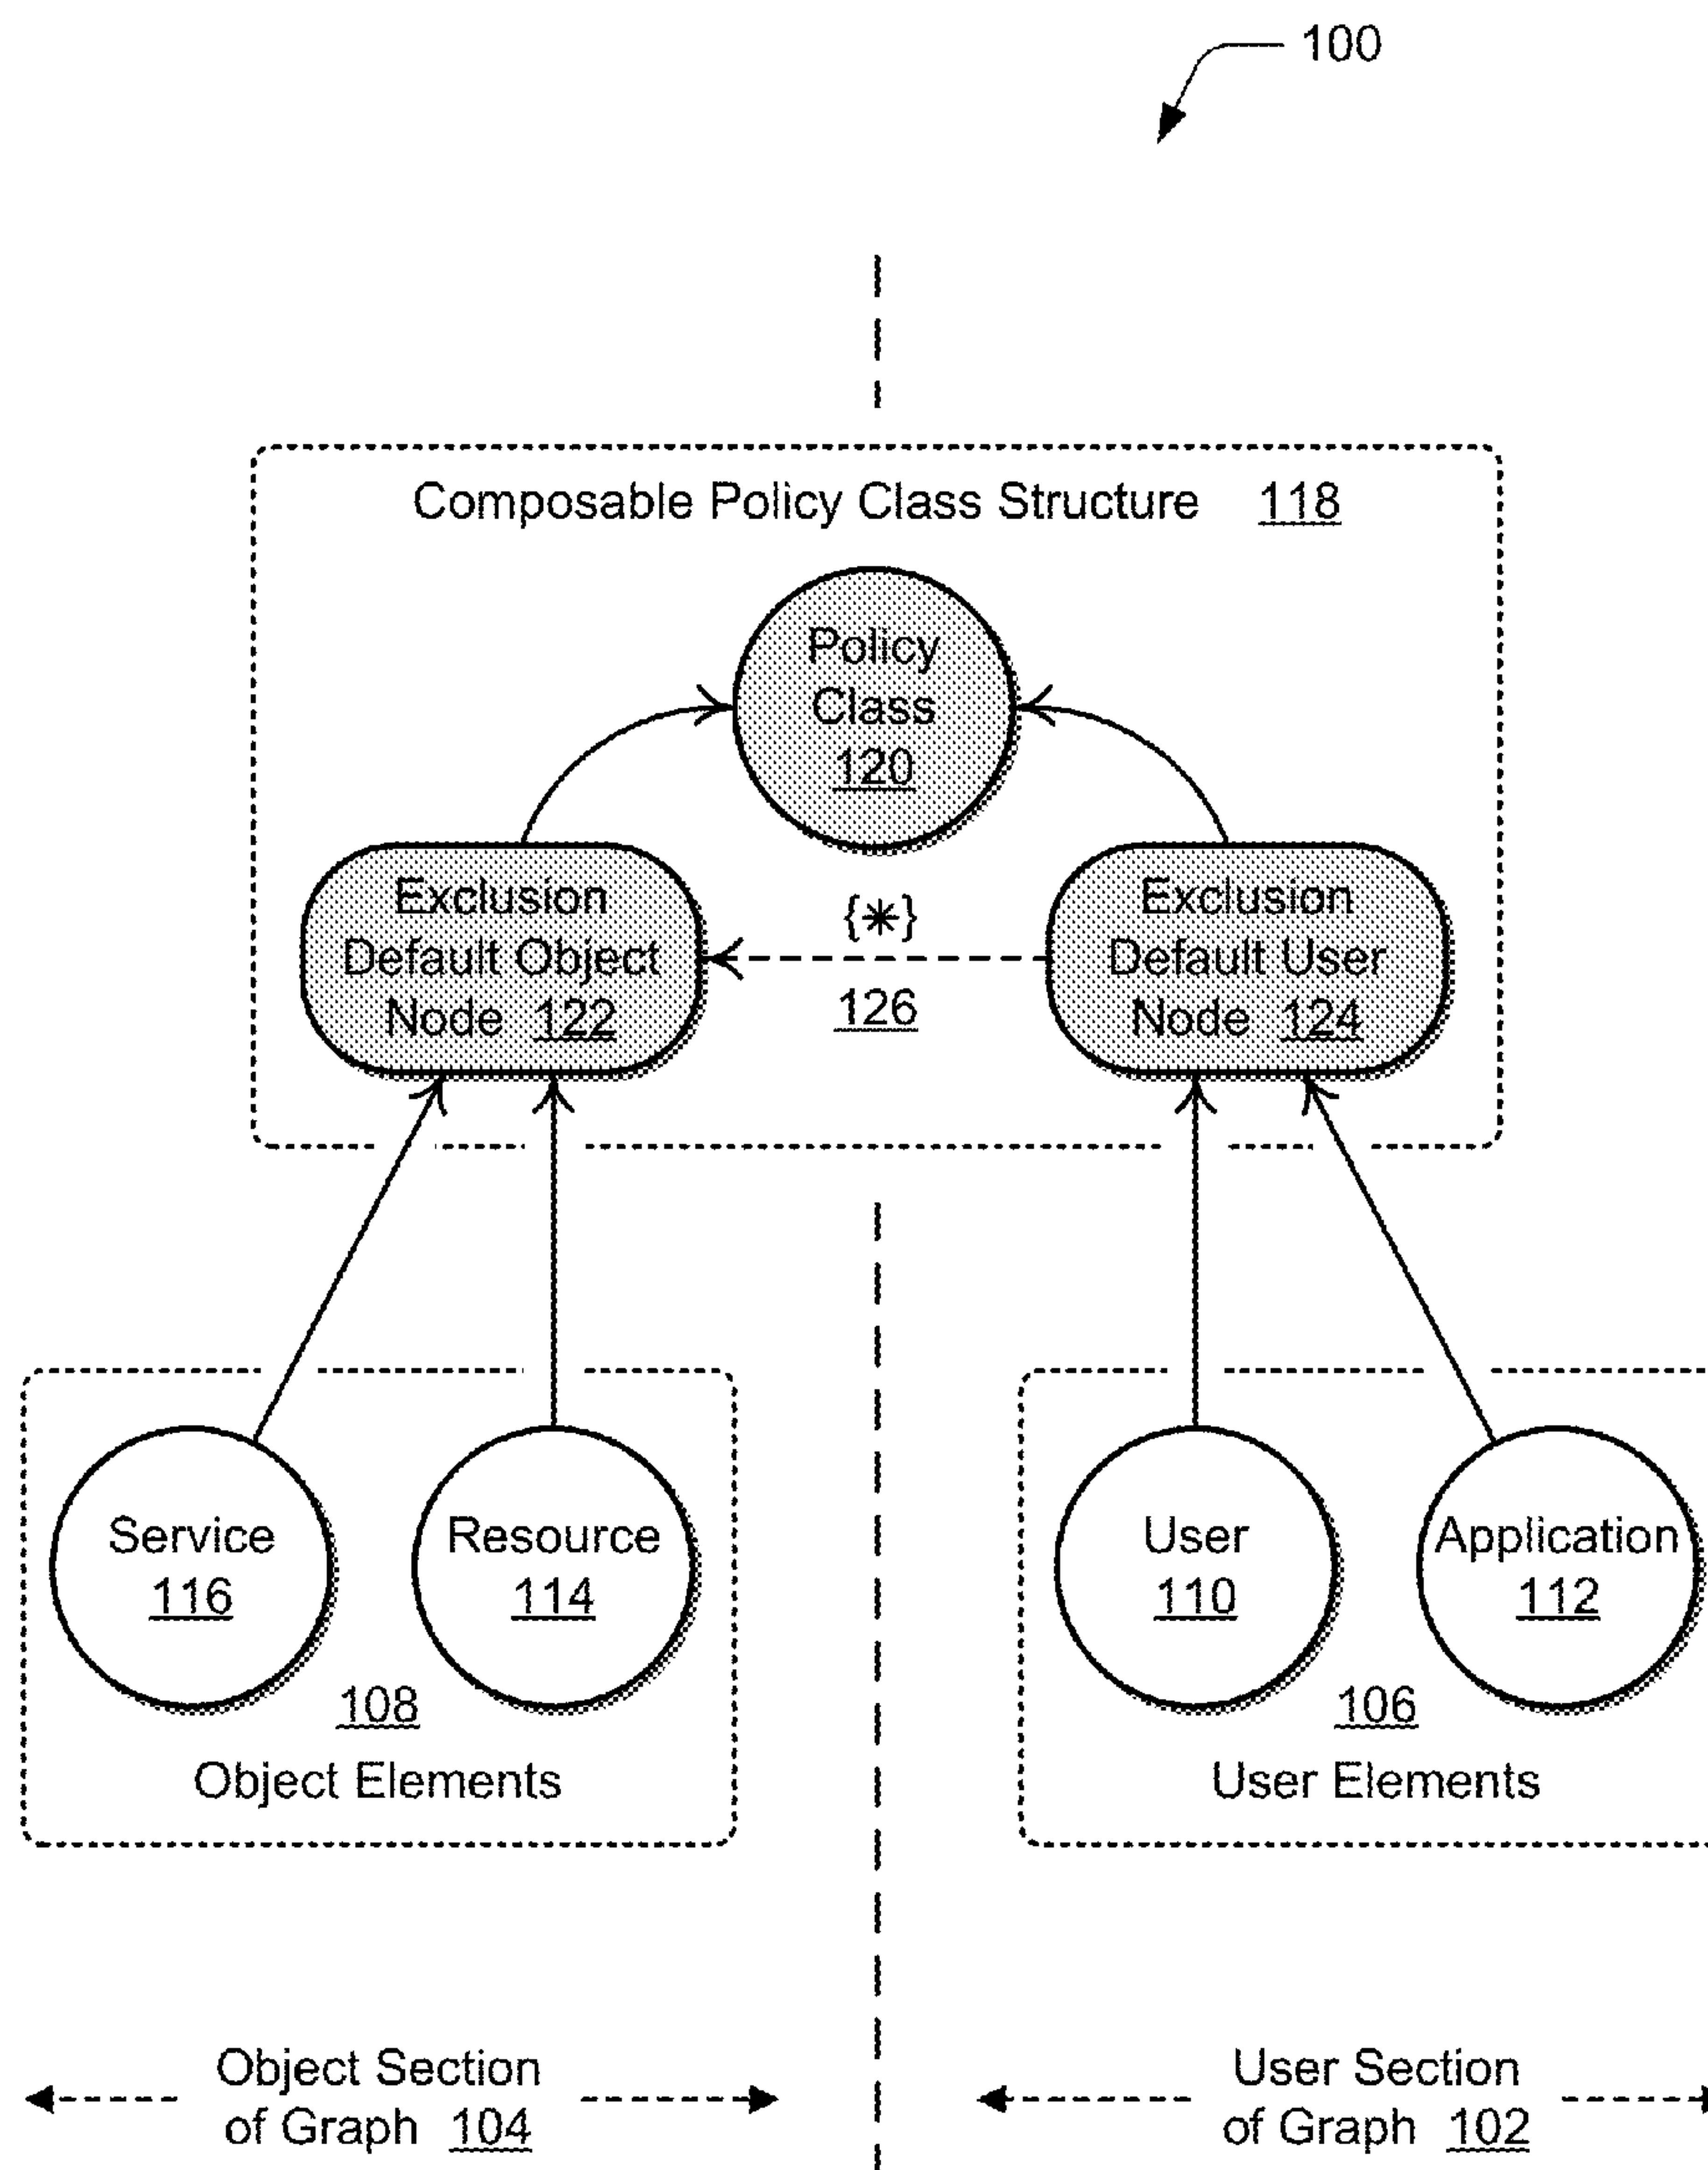 100
Composable Policy Class Structure 118
Policy
Class
120
Exclusion
Default Object
Node 122
{*}
126
Exclusion
Default User
Node 124
Service
116
Resource
114
108
Object Elements
User
110
Application
112
106
User Elements
Object Section
of Graph 104
User Section
of Graph 102